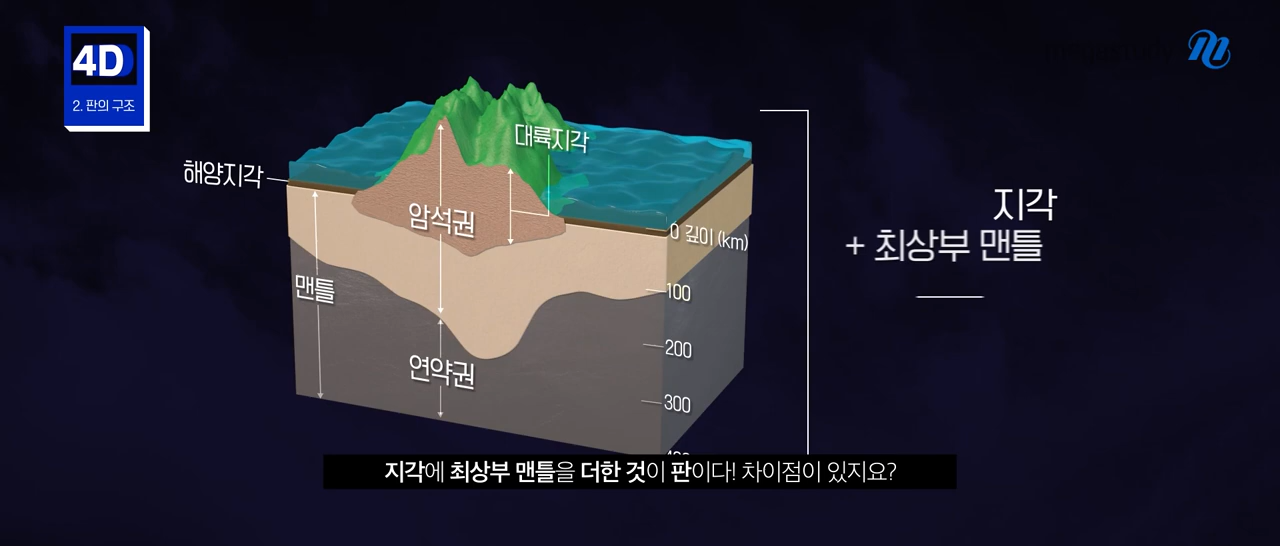 4D
2. 판의 구조
대륙지각
해양지각
암석권
맨틀
연약권
0 깊이 (km)
100
200
300
지각
+ 최상부 맨틀
지각에 최상부 맨틀을 더한 것이 판이다! 차이점이 있지요?